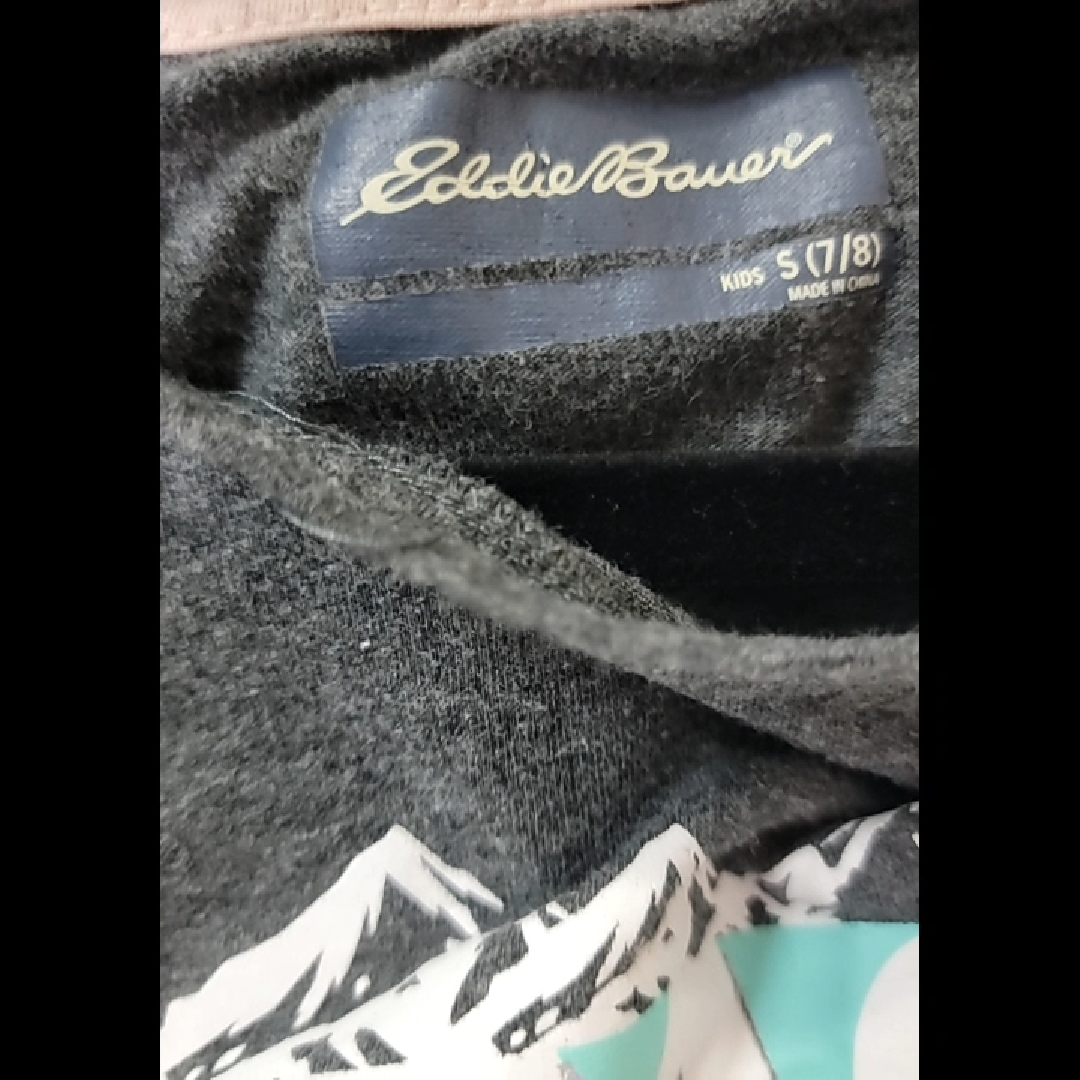 Eddie Bauer®
KIDS S (7/8)
MADE IN CHINA